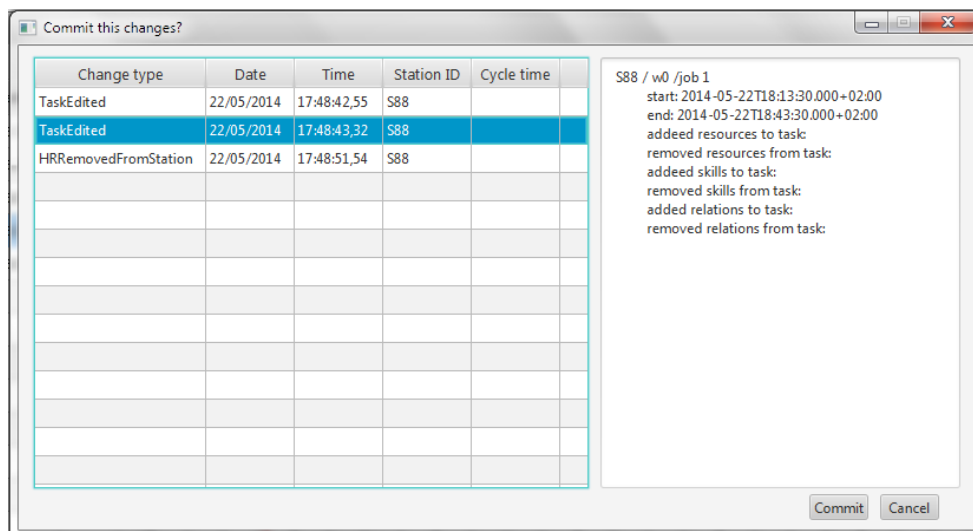 Commit this changes?
Change type Date Time Station ID Cycle time
TaskEdited 22/05/2014 17:48:42,55 S88
TaskEdited 22/05/2014 17:48:43,32 S88
HRRemovedFromStation 22/05/2014 17:48:51,54 S88
S88 / w0 /job 1
start: 2014-05-22T18:13:30.000+02:00
end: 2014-05-22T18:43:30.000+02:00
addeed resources to task:
removed resources from task:
addeed skills to task:
removed skills from task:
added relations to task:
removed relations from task:
Commit Cancel